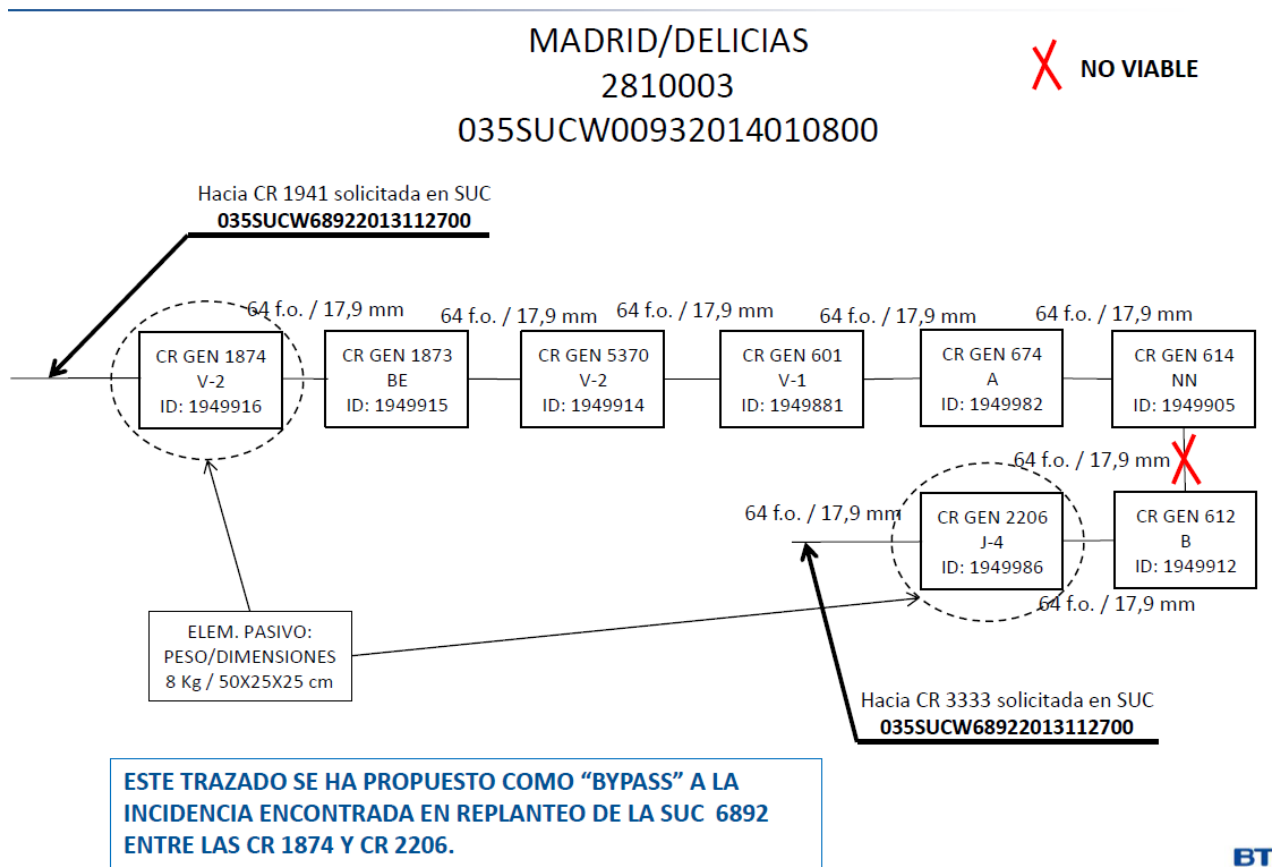 MADRID/DELICIAS
2810003
035SUCW00932014010800
NO VIABLE
Hacia CR 1941 solicitada en SUC
035SUCW68922013112700
64 f.o. / 17,9 mm
64 f.o. / 17,9 mm
64 f.o. / 17,9 mm
64 f.o. / 17,9 mm
64 f.o. / 17,9 mm
CR GEN 1874
V-2
ID: 1949916
CR GEN 1873
BE
ID: 1949915
CR GEN 5370
V-2
ID: 1949914
CR GEN 601
V-1
ID: 1949881
CR GEN 674
A
ID: 1949982
CR GEN 614
NN
ID: 1949905
64 f.o. / 17,9 mm
64 f.o. / 17,9 mm
CR GEN 2206
J-4
ID: 1949986
CR GEN 612
B
ID: 1949912
64 f.o. / 17,9 mm
ELEM. PASIVO:
PESO/DIMENSIONES
8 Kg / 50X25X25 cm
Hacia CR 3333 solicitada en SUC
035SUCW68922013112700
ESTE TRAZADO SE HA PROPUESTO COMO “BYPASS” A LA
INCIDENCIA ENCONTRADA EN REPLANTEO DE LA SUC 6892
ENTRE LAS CR 1874 Y CR 2206.
BT